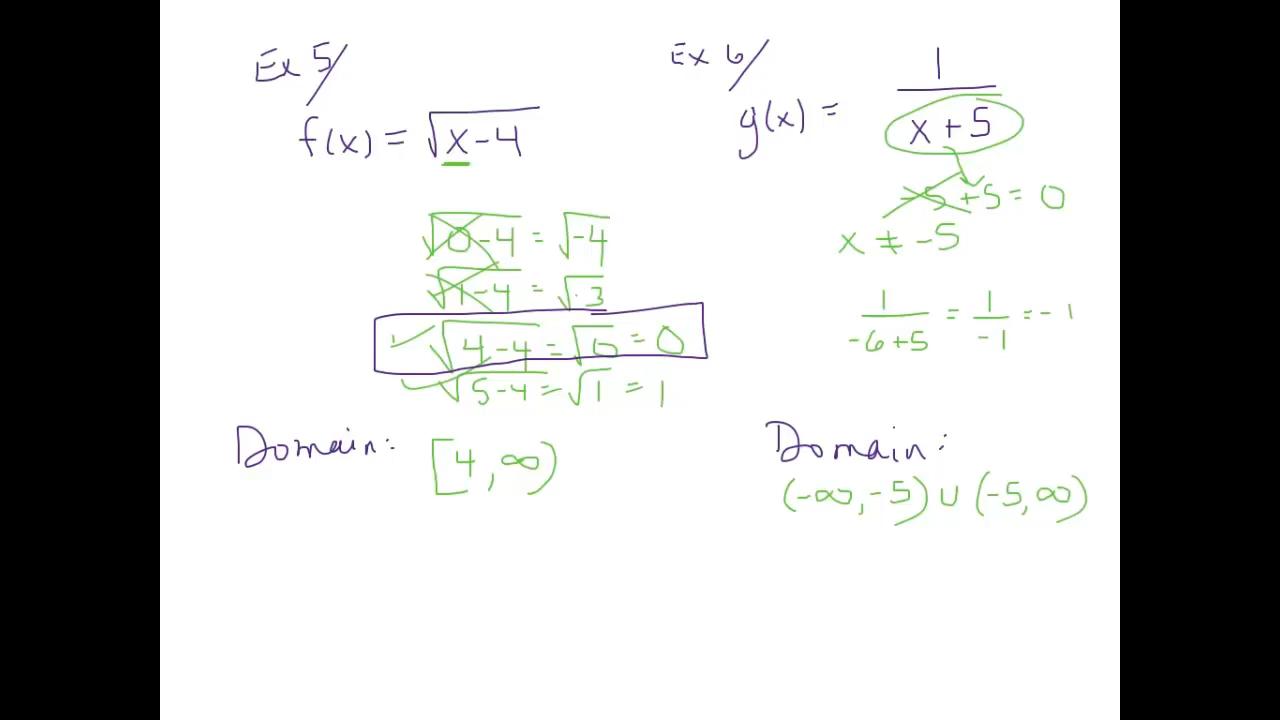 Ex 5/
f(x) = √x-4
√0-4 = √-4
√1-4 = √-3
√4-4 = √0 = 0
√5-4 = √1 = 1
Domain: [4, ∞)
Ex 6/
g(x) = 1/x+5
-5+5 = 0
x ≠ -5
1/-6+5 = 1/-1 = -1
Domain:
(-∞, -5) ∪ (-5, ∞)